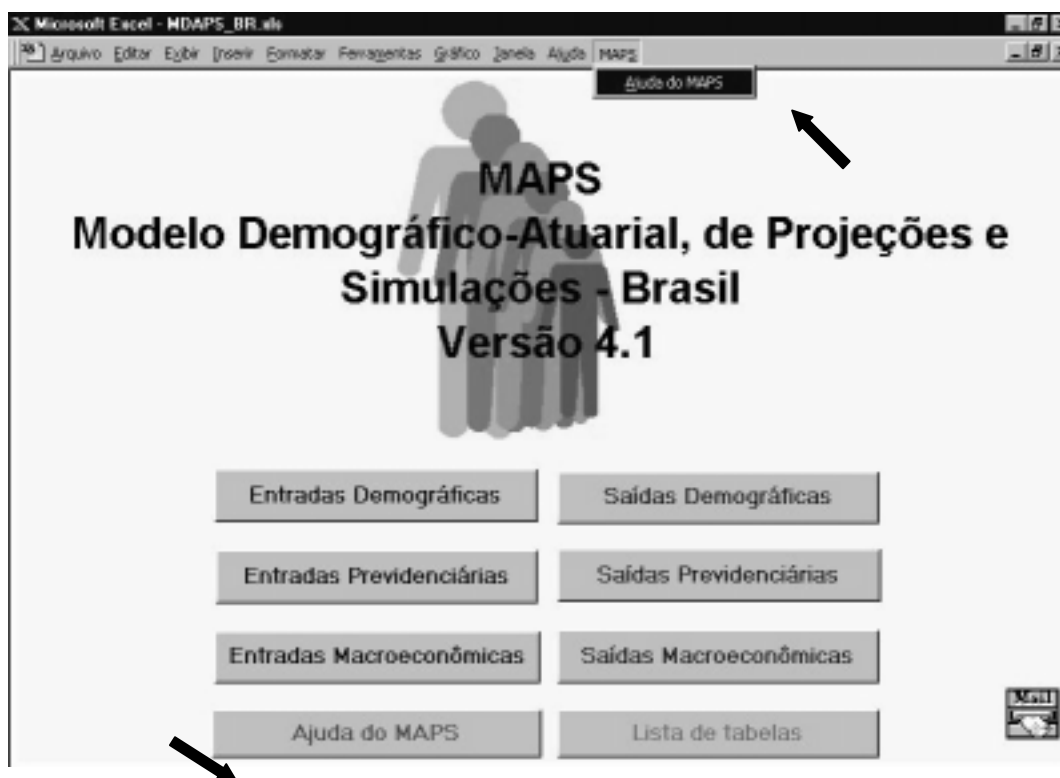 Microsoft Excel - MDAPS_BR.xls
Arquivo Editar Exibir Inserir Formatar Ferramentas Gráfico Janela Ajuda MAPS
Ajuda do MAPS
MAPS
Modelo Demográfico-Atuarial, de Projeções e
Simulações - Brasil
Versão 4.1
Entradas Demográficas Saídas Demográficas
Entradas Previdenciárias Saídas Previdenciárias
Entradas Macroeconômicas Saídas Macroeconômicas
Mail
Ajuda do MAPS Lista de tabelas